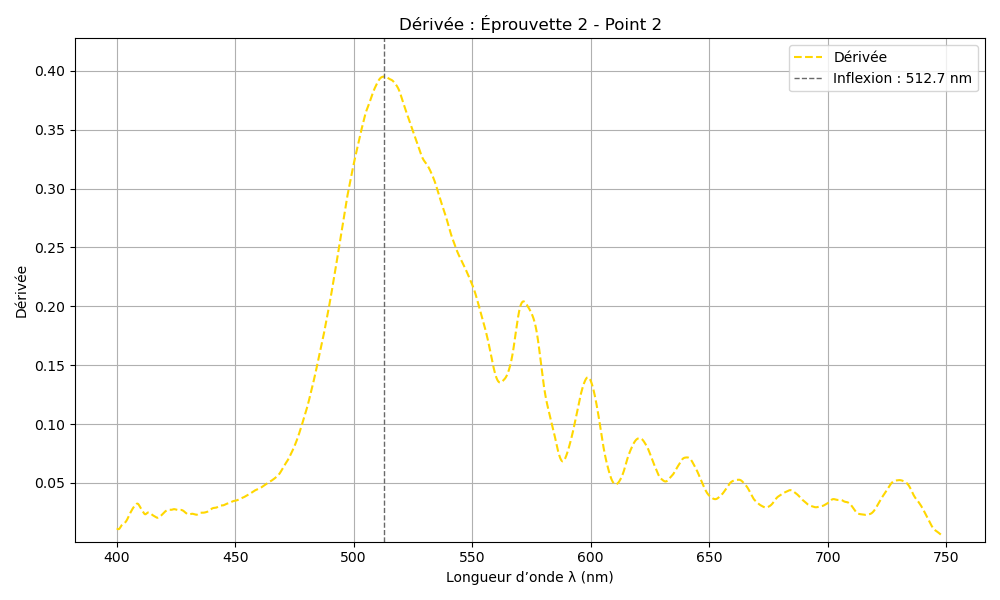 Dérivée : Éprouvette 2 - Point 2
Dérivée
Inflexion : 512.7 nm
0.40
0.35
0.30
0.25
0.20
0.15
0.10
0.05
Dérivée
400 450 500 550 600 650 700 750
Longueur d’onde λ (nm)